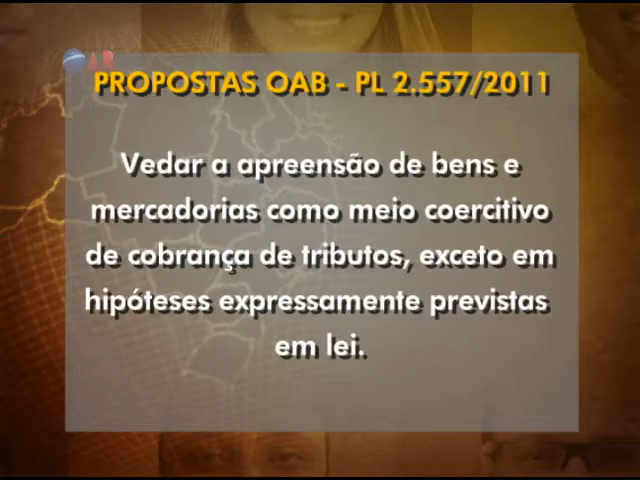 OAB
PROPOSTAS OAB - PL 2.557/2011
Vedar a apreensão de bens e
mercadorias como meio coercitivo
de cobrança de tributos, exceto em
hipóteses expressamente previstas
em lei.